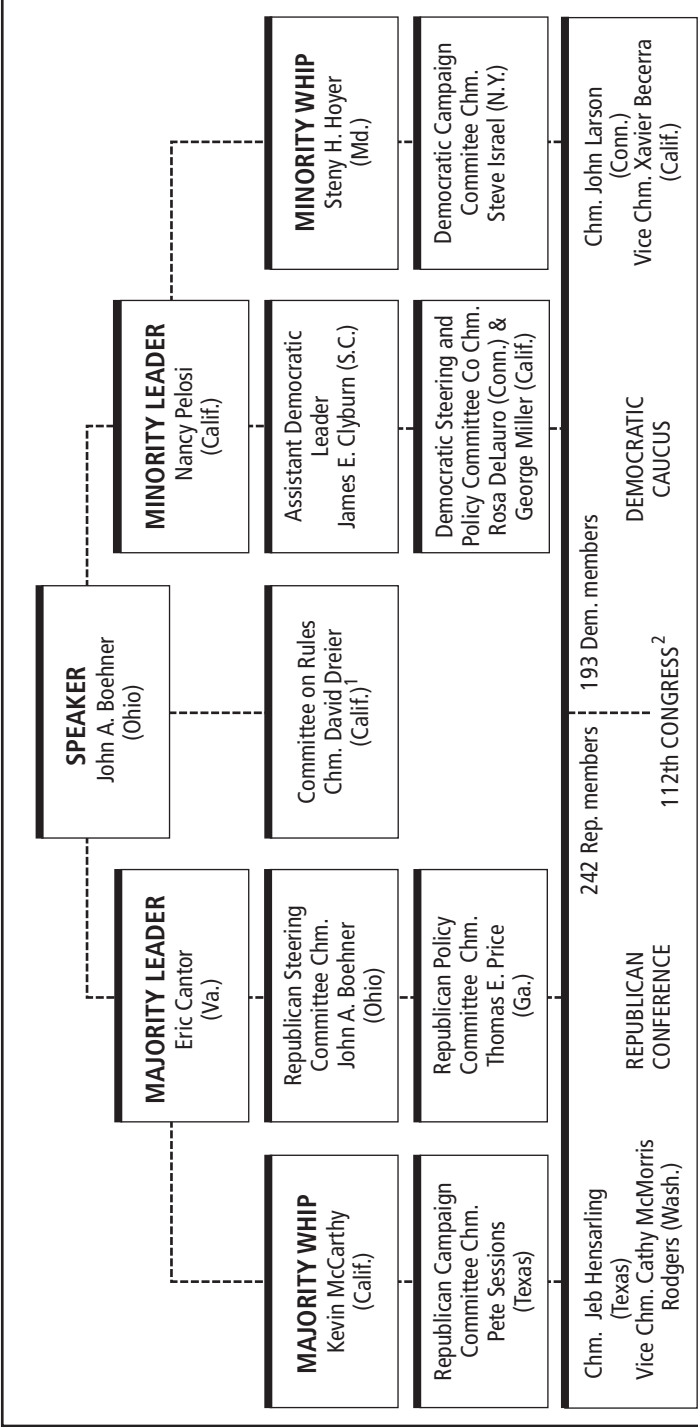 SPEAKER
John A. Boehner
(Ohio)
MAJORITY LEADER
Eric Cantor
(Va.)
MINORITY LEADER
Nancy Pelosi
(Calif.)
MAJORITY WHIP
Kevin McCarthy
(Calif.)
Republican Steering
Committee Chm.
John A. Boehner
(Ohio)
Committee on Rules
Chm. David Dreier
(Calif.)1
Assistant Democratic
Leader
James E. Clyburn (S.C.)
MINORITY WHIP
Steny H. Hoyer
(Md.)
Republican Campaign
Committee Chm.
Pete Sessions
(Texas)
Republican Policy
Committee Chm.
Thomas E. Price
(Ga.)
Democratic Steering and
Policy Committee Co Chm.
Rosa DeLauro (Conn.) &
George Miller (Calif.)
Democratic Campaign
Commitee Chm.
Steve Israel (N.Y.)
Chm. Jeb Hensarling
(Texas)
Vice Chm. Cathy McMorris
Rodgers (Wash.)
REPUBLICAN
CONFERENCE
242 Rep. members
193 Dem. members
112th CONGRESS2
DEMOCRATIC
CAUCUS
Chm. John Larson
(Conn.)
Vice Chm. Xavier Becerra
(Calif.)